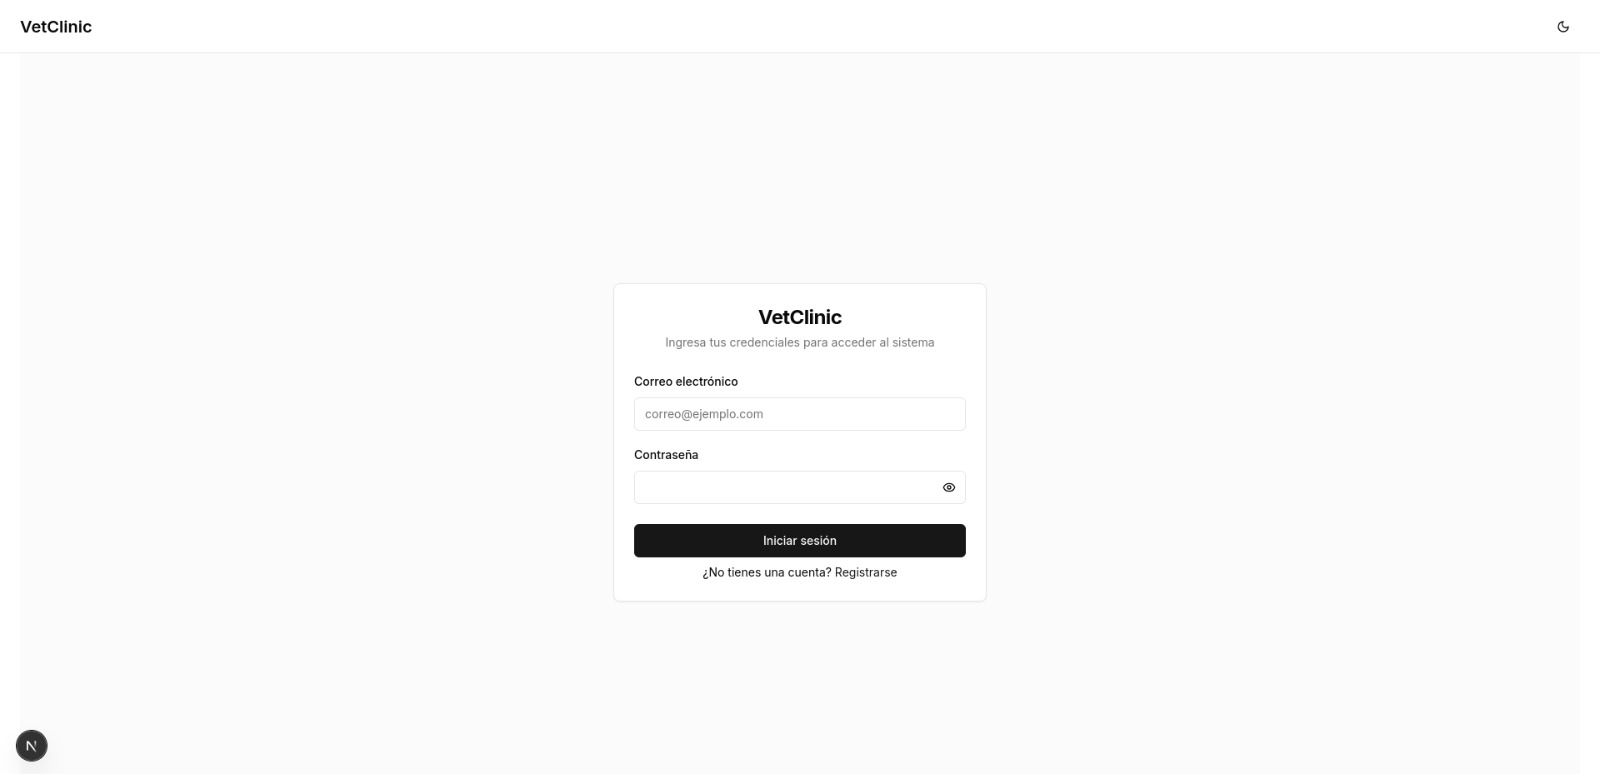 VetClinic
VetClinic
Ingresa tus credenciales para acceder al sistema
Correo electrónico
correo@ejemplo.com
Contraseña
Iniciar sesión
¿No tienes una cuenta? Registrarse
N